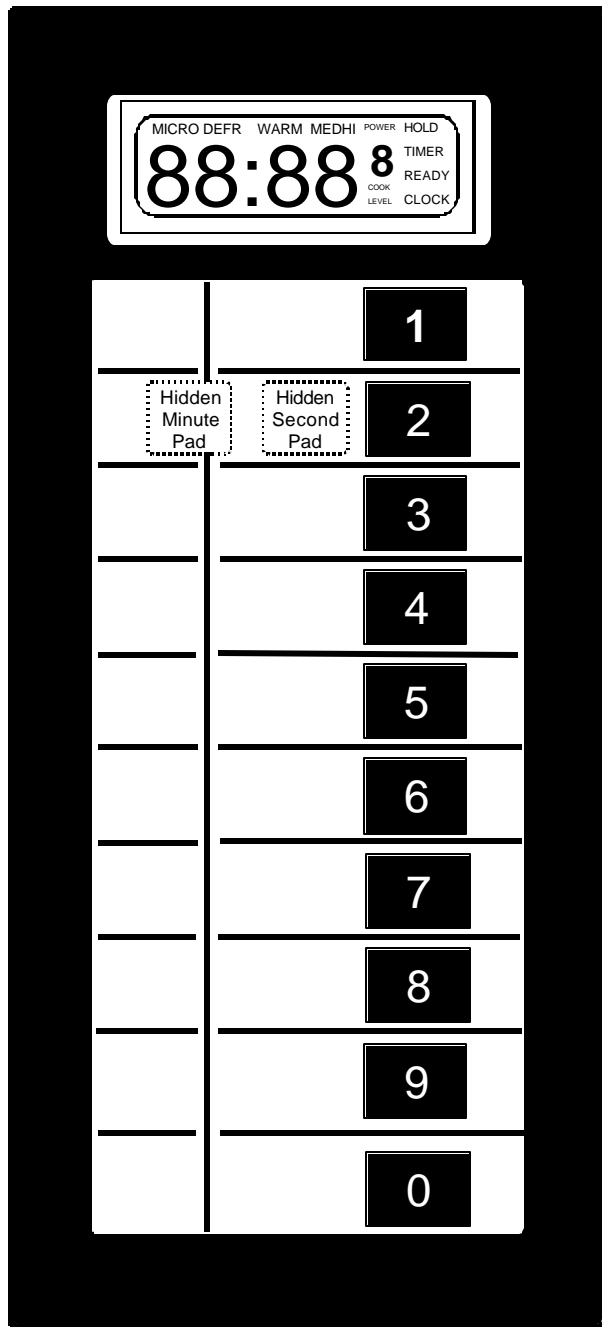 MICRO DEFR WARM MEDHI POWER HOLD
88:88 8 TIMER
READY
COOK
LEVEL CLOCK
1
Hidden Minute Pad
Hidden Second Pad
2
3
4
5
6
7
8
9
0